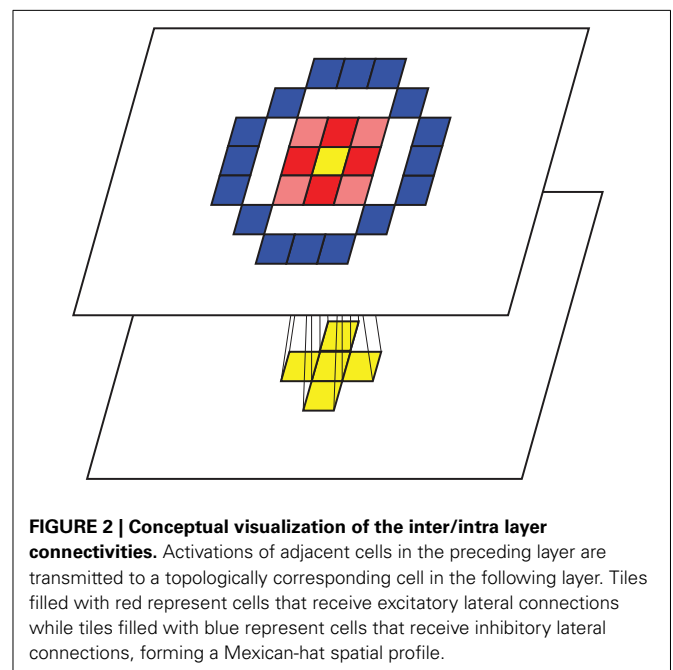 FIGURE 2 | Conceptual visualization of the inter/intra layer
connectivities. Activations of adjacent cells in the preceding layer are
transmitted to a topologically corresponding cell in the following layer. Tiles
filled with red represent cells that receive excitatory lateral connections
while tiles filled with blue represent cells that receive inhibitory lateral
connections, forming a Mexican-hat spatial profile.